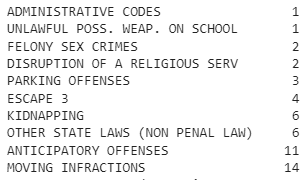 ADMINISTRATIVE CODES 1
UNLAWFUL POSS. WEAP. ON SCHOOL 1
FELONY SEX CRIMES 2
DISRUPTION OF A RELIGIOUS SERV 2
PARKING OFFENSES 3
ESCAPE 3 4
KIDNAPPING 6
OTHER STATE LAWS (NON PENAL LAW) 6
ANTICIPATORY OFFENSES 11
MOVING INFRACTIONS 14